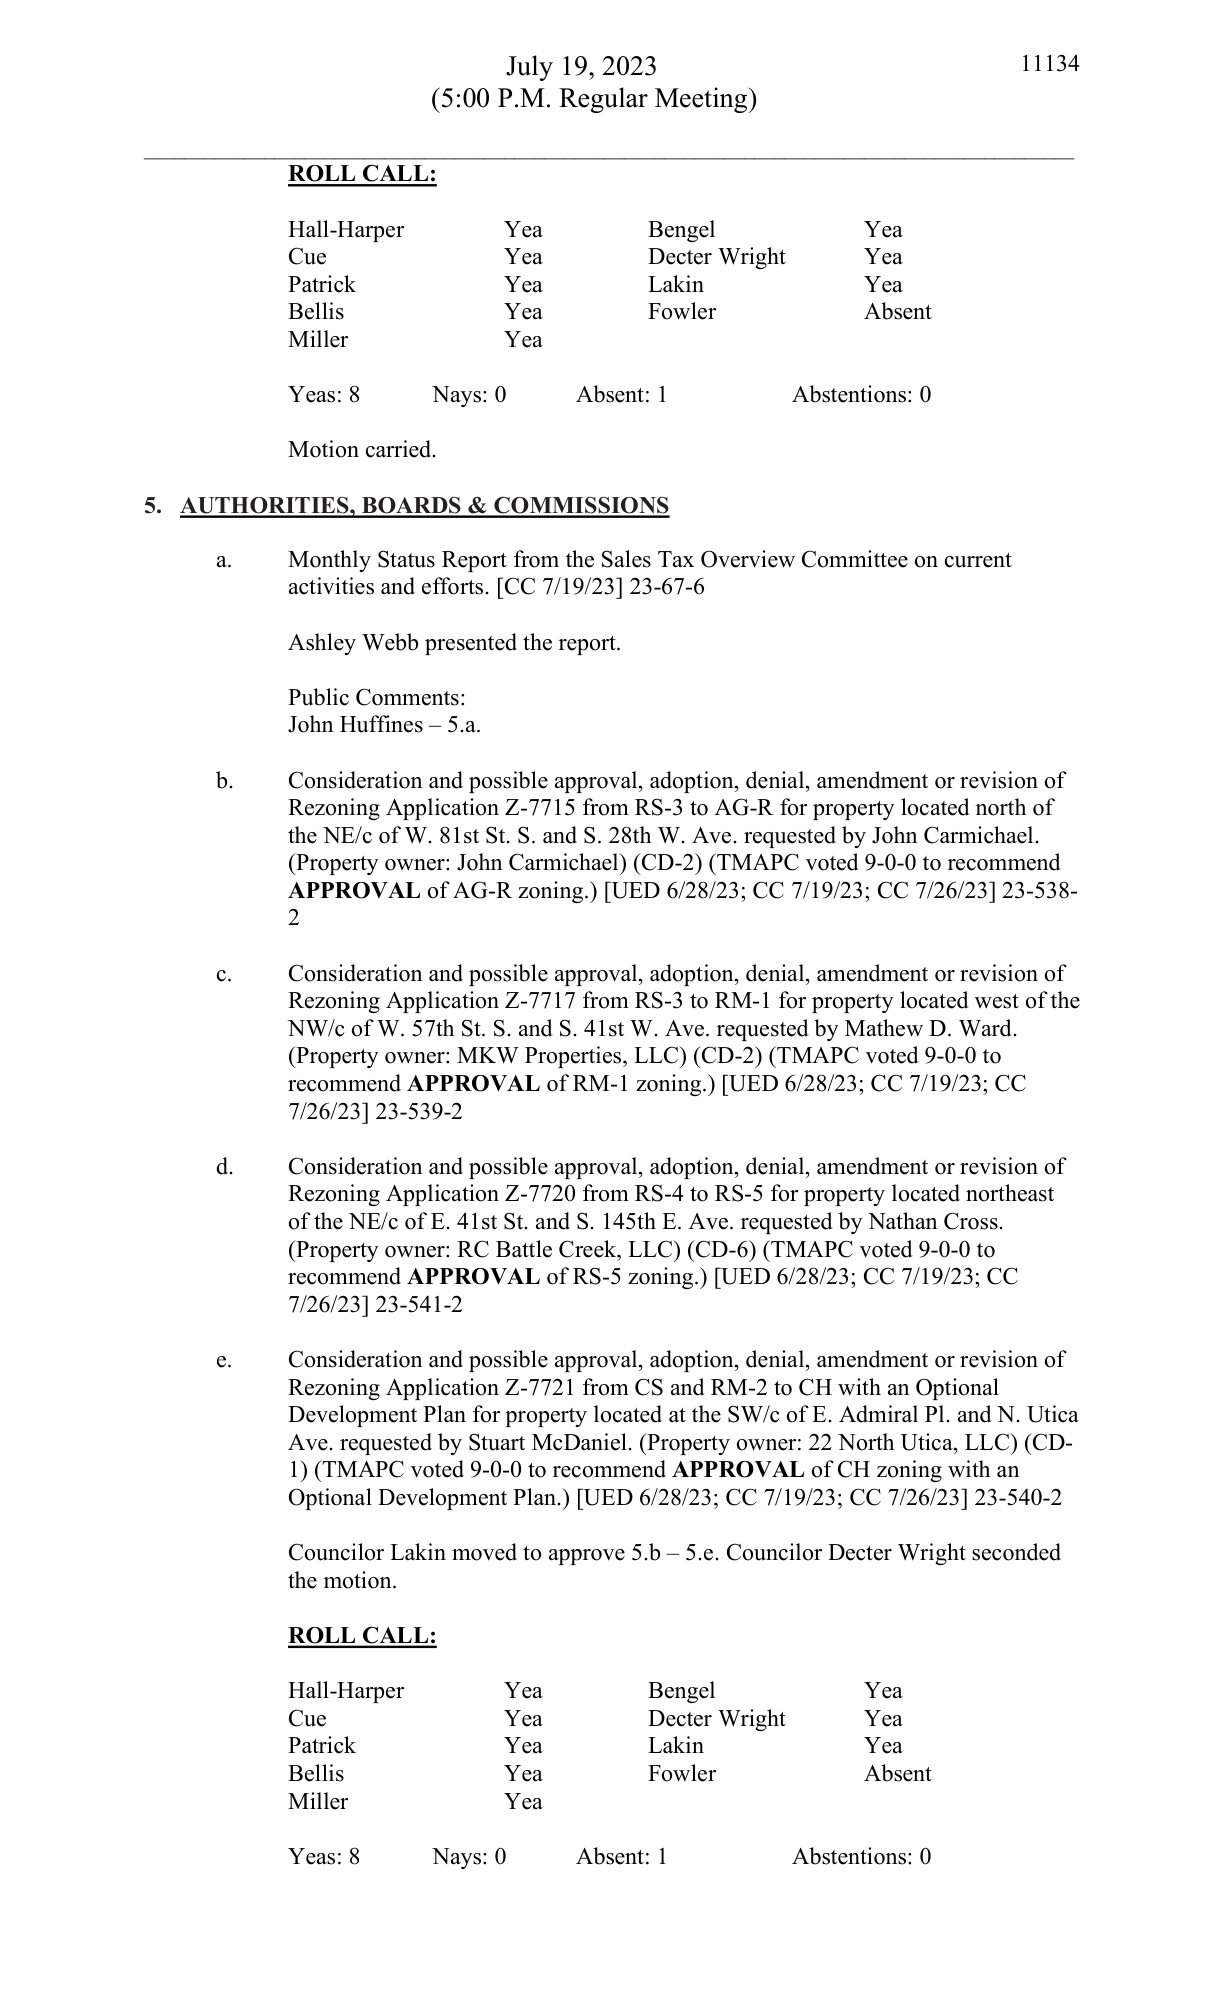 July 19, 2023 11134
(5:00 P.M. Regular Meeting)
ROLL CALL:
Hall-Harper Yea Bengel Yea
Cue Yea Decter Wright Yea
Patrick Yea Lakin Yea
Bellis Yea Fowler Absent
Miller Yea
Yeas: 8 Nays: 0 Absent: 1 Abstentions: 0
Motion carried.
5. AUTHORITIES, BOARDS & COMMISSIONS
a. Monthly Status Report from the Sales Tax Overview Committee on current
activities and efforts. [CC 7/19/23] 23-67-6
Ashley Webb presented the report.
Public Comments:
John Huffines – 5.a.
b. Consideration and possible approval, adoption, denial, amendment or revision of
Rezoning Application Z-7715 from RS-3 to AG-R for property located north of
the NE/c of W. 81st St. S. and S. 28th W. Ave. requested by John Carmichael.
(Property owner: John Carmichael) (CD-2) (TMAPC voted 9-0-0 to recommend
APPROVAL of AG-R zoning.) [UED 6/28/23; CC 7/19/23; CC 7/26/23] 23-538-
2
c. Consideration and possible approval, adoption, denial, amendment or revision of
Rezoning Application Z-7717 from RS-3 to RM-1 for property located west of the
NW/c of W. 57th St. S. and S. 41st W. Ave. requested by Mathew D. Ward.
(Property owner: MKW Properties, LLC) (CD-2) (TMAPC voted 9-0-0 to
recommend APPROVAL of RM-1 zoning.) [UED 6/28/23; CC 7/19/23; CC
7/26/23] 23-539-2
d. Consideration and possible approval, adoption, denial, amendment or revision of
Rezoning Application Z-7720 from RS-4 to RS-5 for property located northeast
of the NE/c of E. 41st St. and S. 145th E. Ave. requested by Nathan Cross.
(Property owner: RC Battle Creek, LLC) (CD-6) (TMAPC voted 9-0-0 to
recommend APPROVAL of RS-5 zoning.) [UED 6/28/23; CC 7/19/23; CC
7/26/23] 23-541-2
e. Consideration and possible approval, adoption, denial, amendment or revision of
Rezoning Application Z-7721 from CS and RM-2 to CH with an Optional
Development Plan for property located at the SW/c of E. Admiral Pl. and N. Utica
Ave. requested by Stuart McDaniel. (Property owner: 22 North Utica, LLC) (CD-
1) (TMAPC voted 9-0-0 to recommend APPROVAL of CH zoning with an
Optional Development Plan.) [UED 6/28/23; CC 7/19/23; CC 7/26/23] 23-540-2
Councilor Lakin moved to approve 5.b – 5.e. Councilor Decter Wright seconded
the motion.
ROLL CALL:
Hall-Harper Yea Bengel Yea
Cue Yea Decter Wright Yea
Patrick Yea Lakin Yea
Bellis Yea Fowler Absent
Miller Yea
Yeas: 8 Nays: 0 Absent: 1 Abstentions: 0